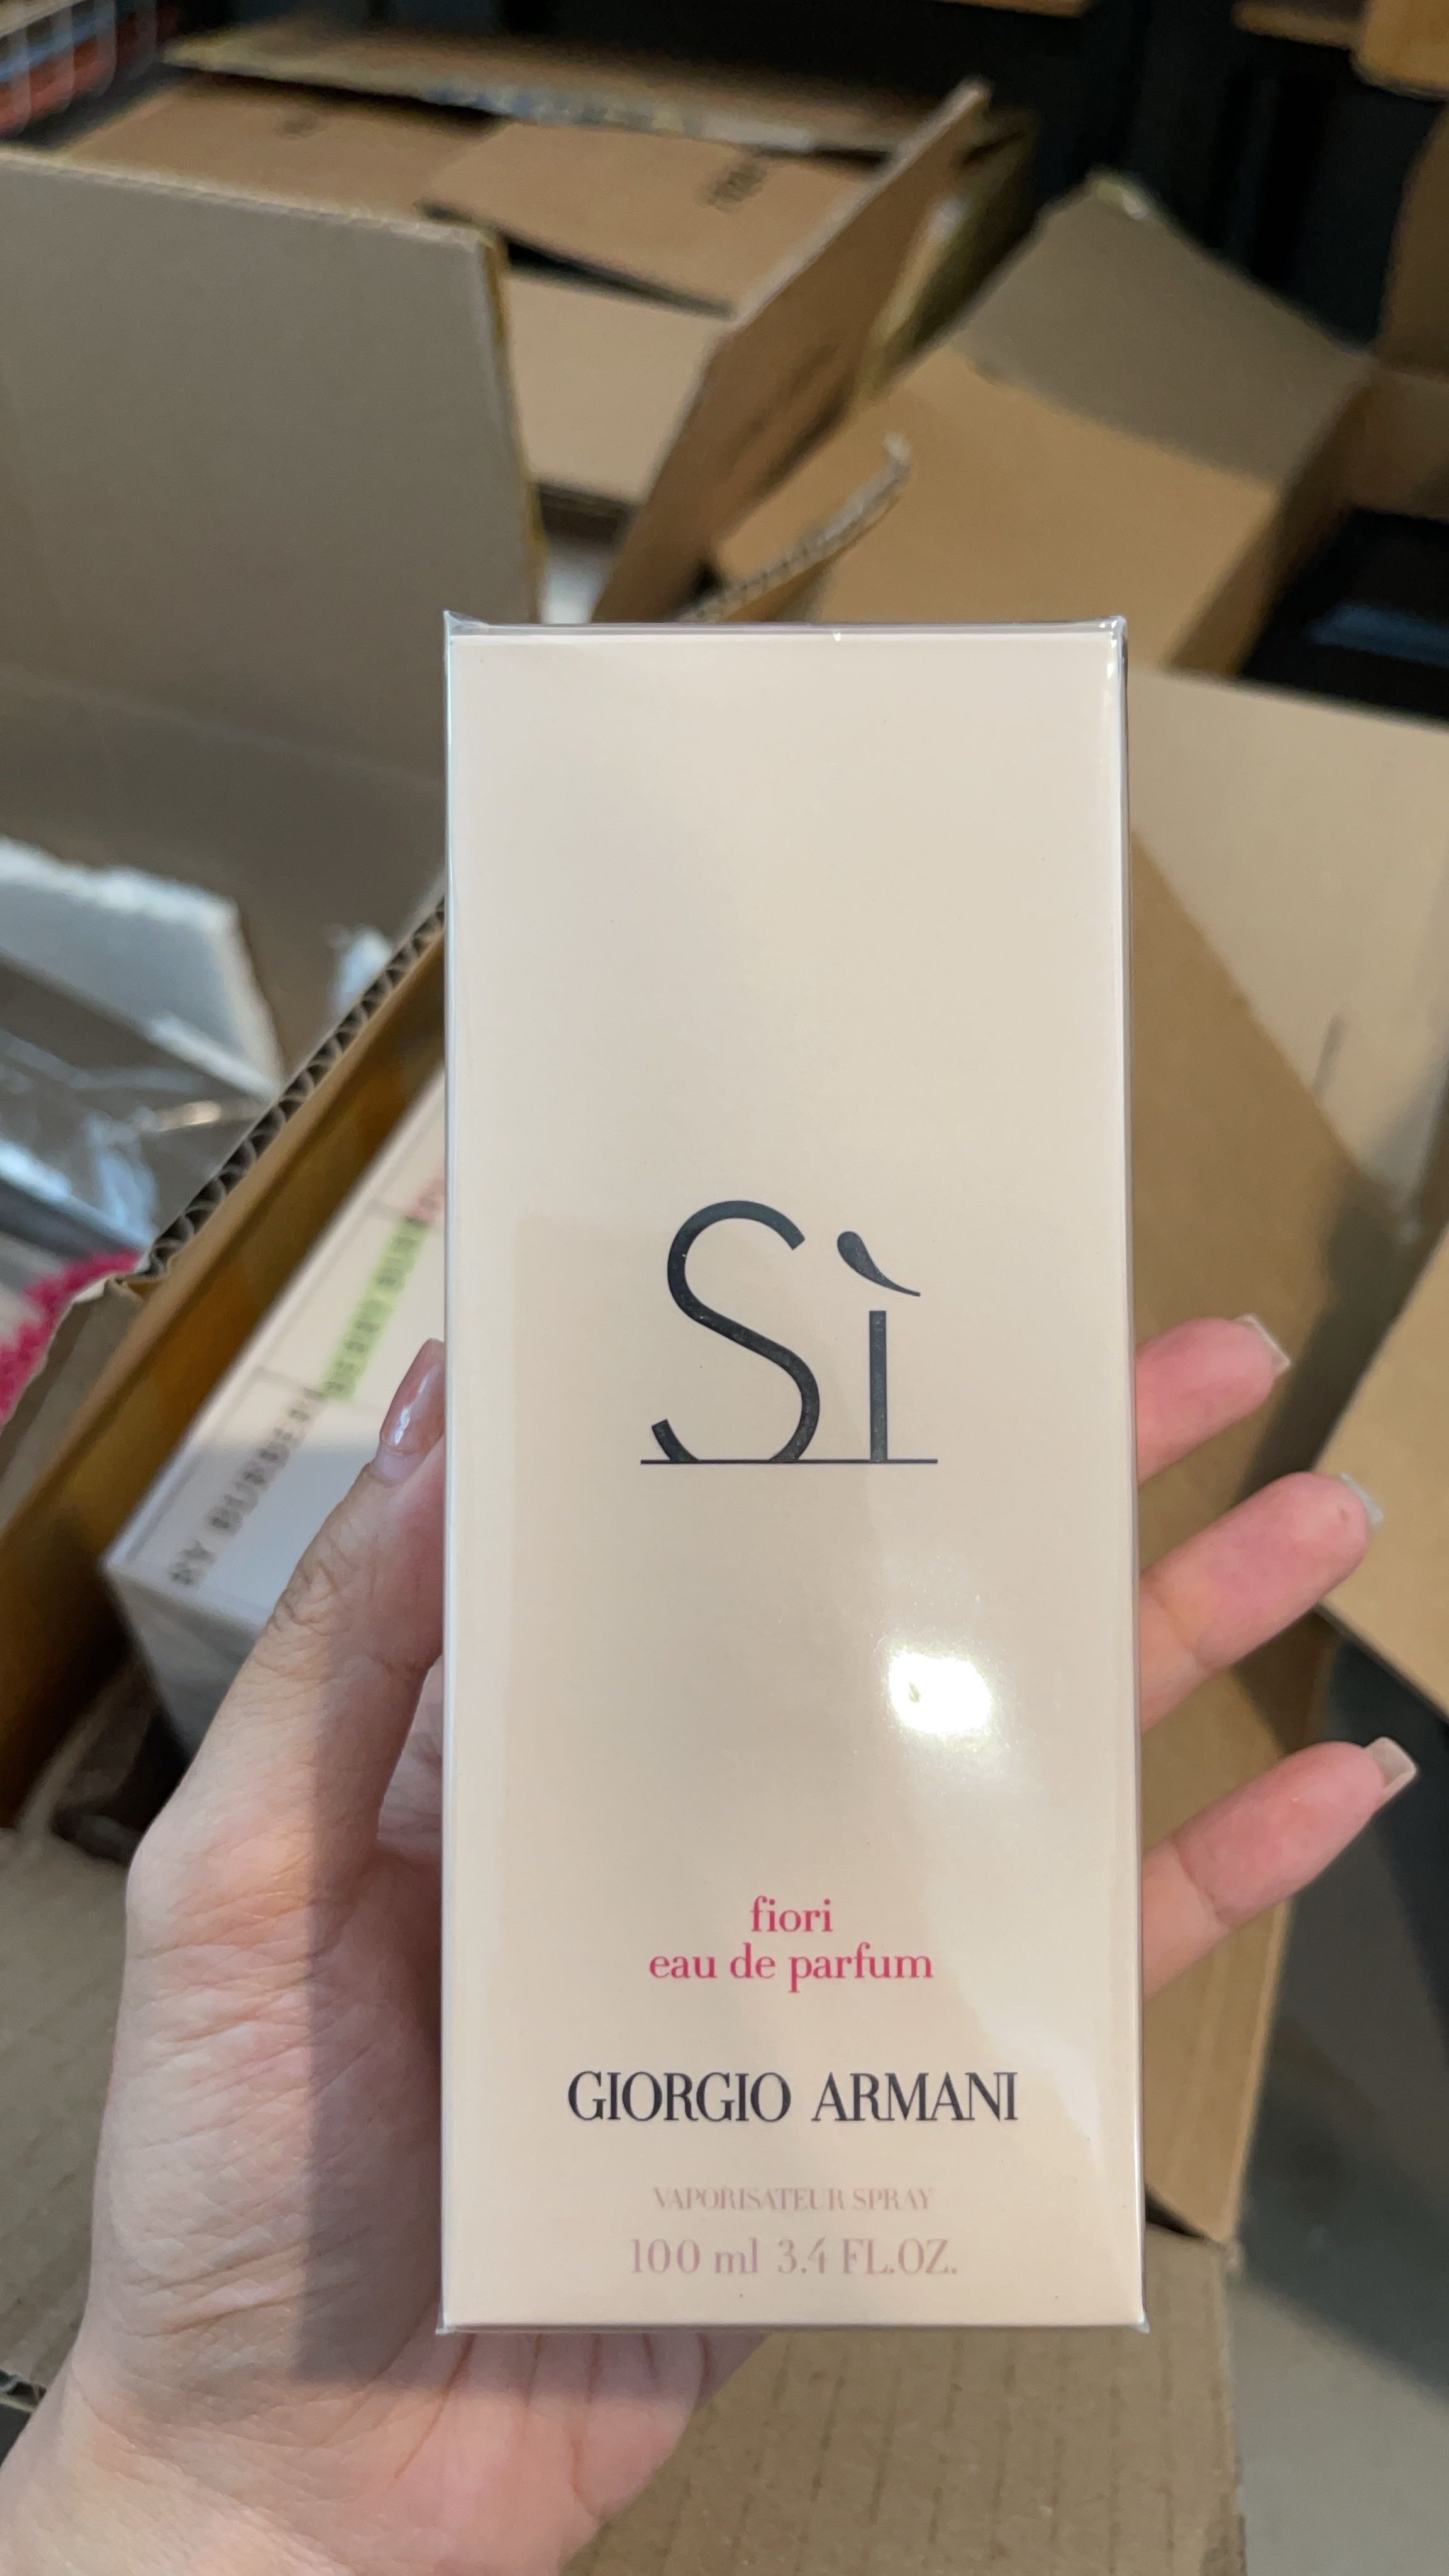 Sì
fiori
eau de parfum
GIORGIO ARMANI
VAPORISATEUR SPRAY
100 ml 3.4 FL.OZ.